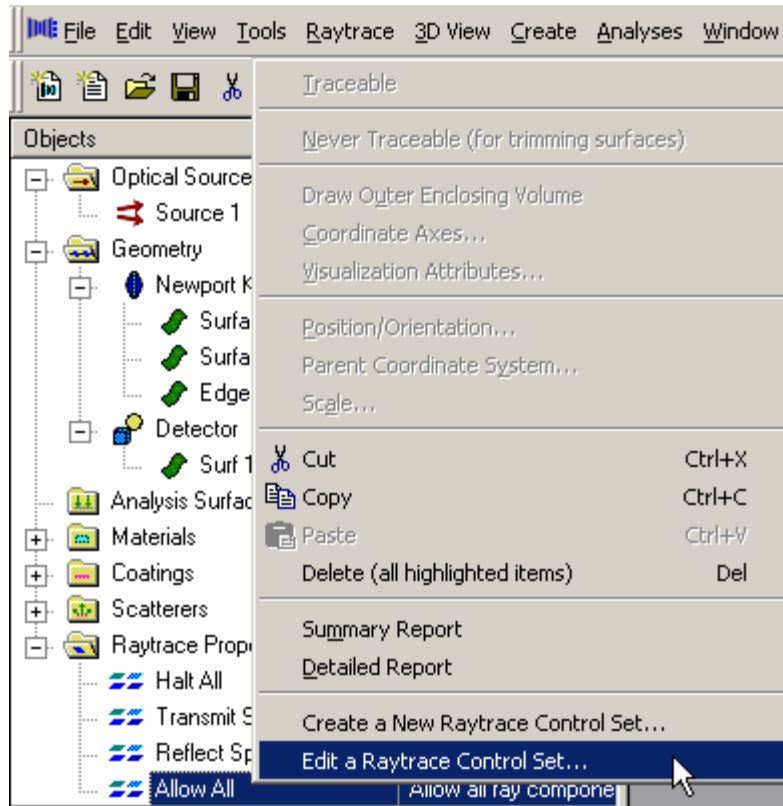 File Edit View Tools Raytrace 3D View Create Analyses Window
Objects
Optical Source
Source 1
Geometry
Newport K
Surfa
Surfa
Edge
Detector
Surf 1
Analysis Surfac
Materials
Coatings
Scatterers
Raytrace Prop
Halt All
Transmit S
Reflect Sp
Allow All Allow all ray compone
Traceable
Never Traceable (for trimming surfaces)
Draw Outer Enclosing Volume
Coordinate Axes...
Visualization Attributes...
Position/Orientation...
Parent Coordinate System...
Scale...
Cut Ctrl+X
Copy Ctrl+C
Paste Ctrl+V
Delete (all highlighted items) Del
Summary Report
Detailed Report
Create a New Raytrace Control Set...
Edit a Raytrace Control Set...